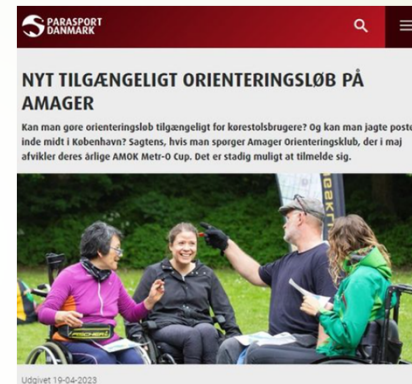 PARASPORT
DANMARK
NYT TILGÆNGELIGT ORIENTERINGSLØB PÅ
AMAGER
Kan man gøre orienteringsløb tilgængeligt for kørestolsbrugere? Og kan man jagte poste
inde midt i København? Sagtens, hvis man spørger Amager Orienteringsklub, der i maj
afvikler deres årlige AMOK Metr-O Cup. Det er stadig muligt at tilmelde sig.
FISCHER
Udgivet 19-04-2023